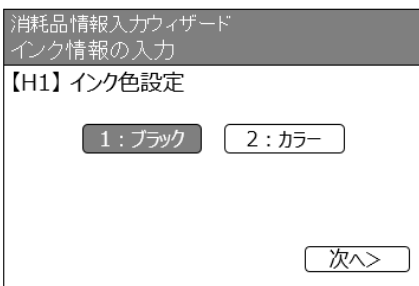 消耗品情報入力ウィザード
インク情報の入力
【H1】インク色設定
1：ブラック 2：カラー
次へ>